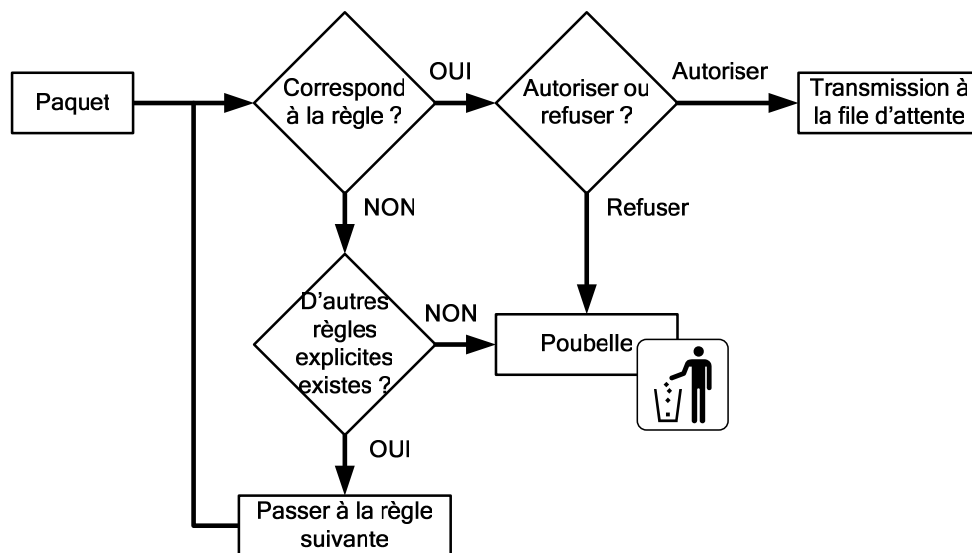 Paquet
Correspond
à la règle ?
OUI
Autoriser ou
refuser ?
Autoriser
Transmission à
la file d'attente
NON
Refuser
D'autres
règles
explicites
existes ?
NON
Poubelle
OUI
Passer à la règle
suivante